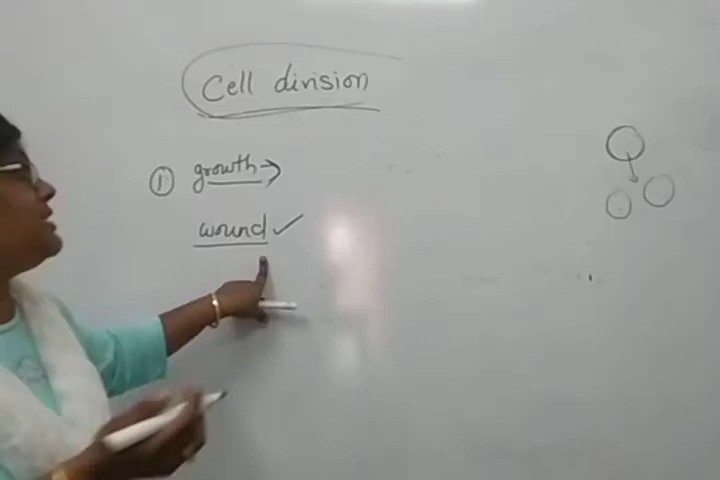 Cell division
① growth →
wound ✓